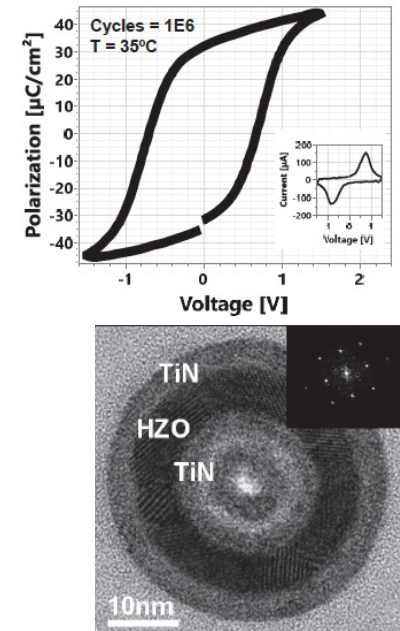 Cycles = 1E6
T = 35ºC
Polarization [µC/cm²]
40
30
20
10
0
-10
-20
-30
-40
-1
0
1
2
Voltage [V]
Current [µA]
200
100
0
-100
-200
Voltage [V]
TiN
HZO
TiN
10nm